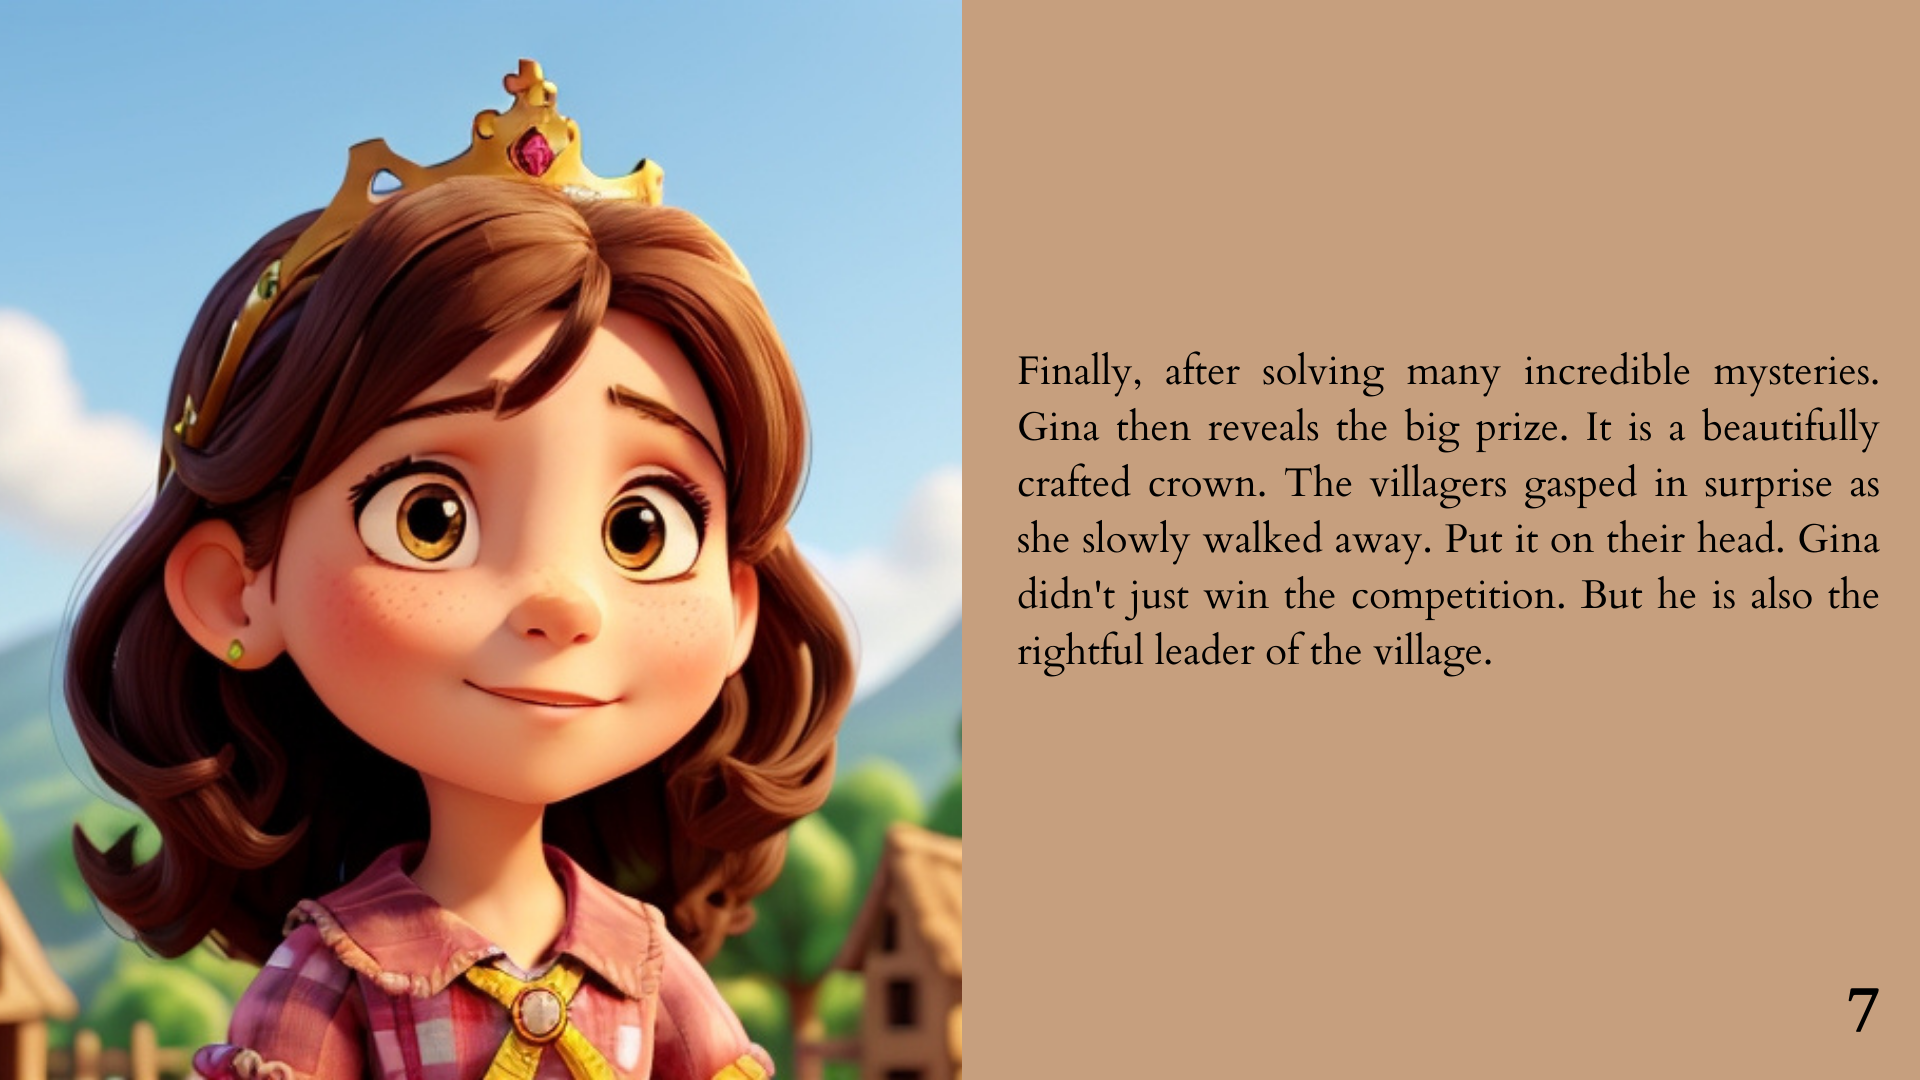 Finally, after solving many incredible mysteries.
Gina then reveals the big prize. It is a beautifully
crafted crown. The villagers gasped in surprise as
she slowly walked away. Put it on their head. Gina
didn't just win the competition. But he is also the
rightful leader of the village.
7